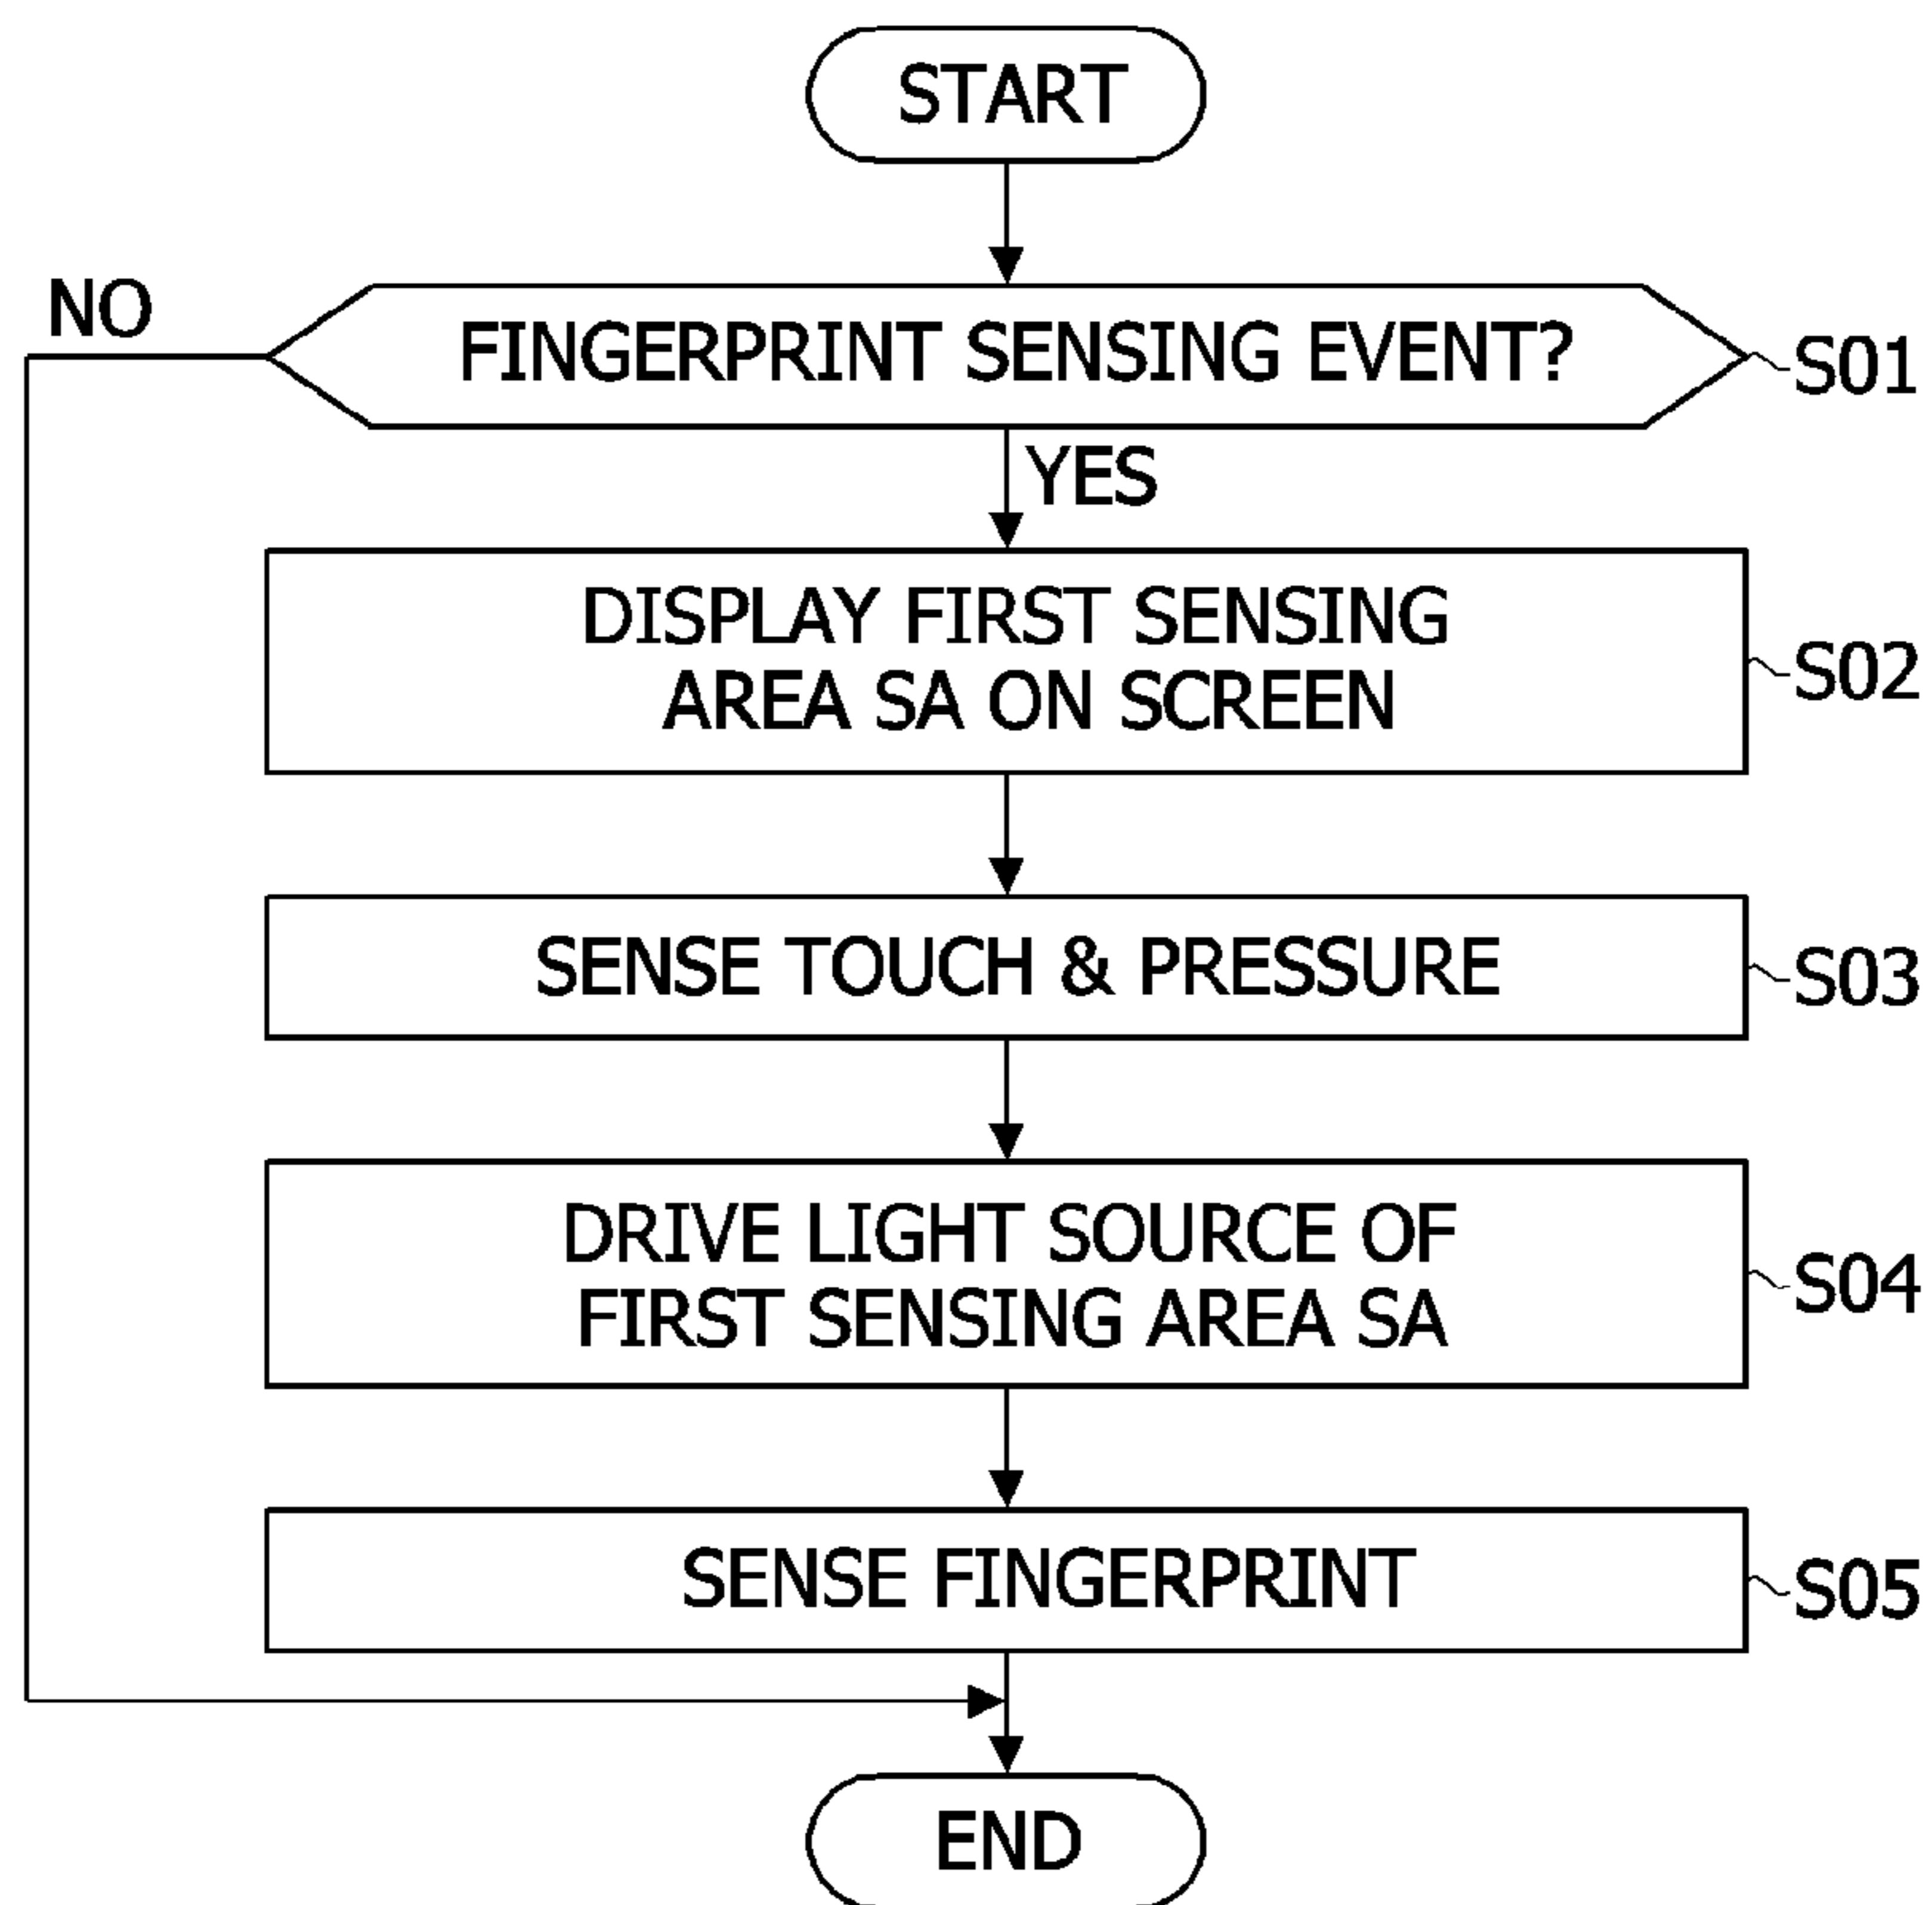 START
NO
FINGERPRINT SENSING EVENT?
S01
YES
DISPLAY FIRST SENSING
AREA SA ON SCREEN
S02
SENSE TOUCH & PRESSURE
S03
DRIVE LIGHT SOURCE OF
FIRST SENSING AREA SA
S04
SENSE FINGERPRINT
S05
END